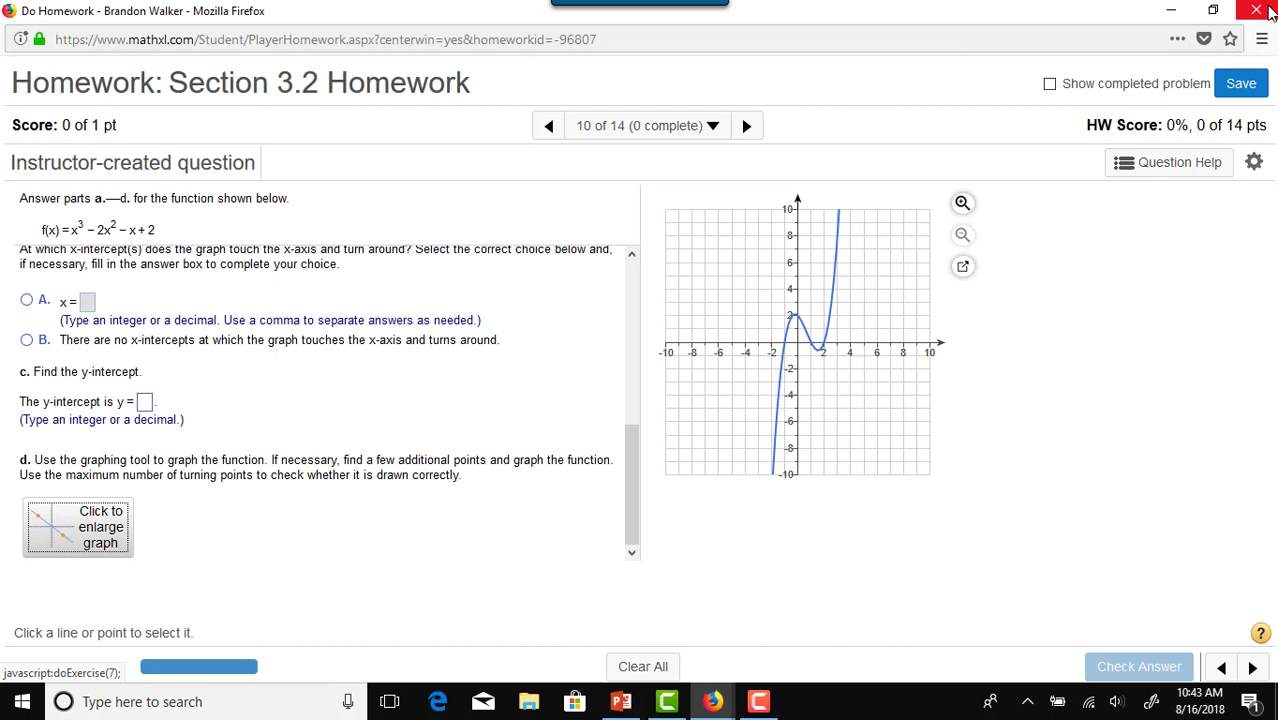 Do Homework - Brandon Walker - Mozilla Firefox
https://www.mathxl.com/Student/PlayerHomework.aspx?centerwin=yes&homeworkid=-96807
Homework: Section 3.2 Homework
Show completed problem
Save
Score: 0 of 1 pt
10 of 14 (0 complete)
HW Score: 0%, 0 of 14 pts
Instructor-created question
Question Help
Answer parts a.—d. for the function shown below.
f(x) = x³ − 2x² − x + 2
At which x-intercept(s) does the graph touch the x-axis and turn around? Select the correct choice below and,
if necessary, fill in the answer box to complete your choice.
A. x =
(Type an integer or a decimal. Use a comma to separate answers as needed.)
B. There are no x-intercepts at which the graph touches the x-axis and turns around.
c. Find the y-intercept.
The y-intercept is y = .
(Type an integer or a decimal.)
d. Use the graphing tool to graph the function. If necessary, find a few additional points and graph the function.
Use the maximum number of turning points to check whether it is drawn correctly.
Click to
enlarge
graph
10
8
6
4
2
-10 -8 -6 -4 -2 2 4 6 8 10
-2
-4
-6
-8
-10
Click a line or point to select it.
?
javascript:doExercise(7);
Clear All
Check Answer
Type here to search
10:43 AM
8/16/2018
1